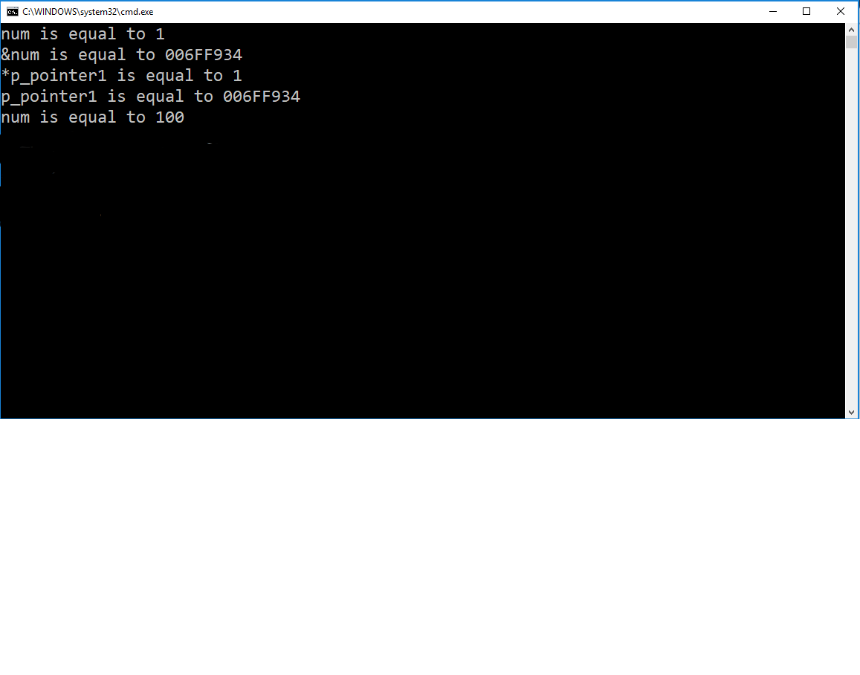 C:\WINDOWS\system32\cmd.exe
num is equal to 1
&num is equal to 006FF934
*p_pointer1 is equal to 1
p_pointer1 is equal to 006FF934
num is equal to 100